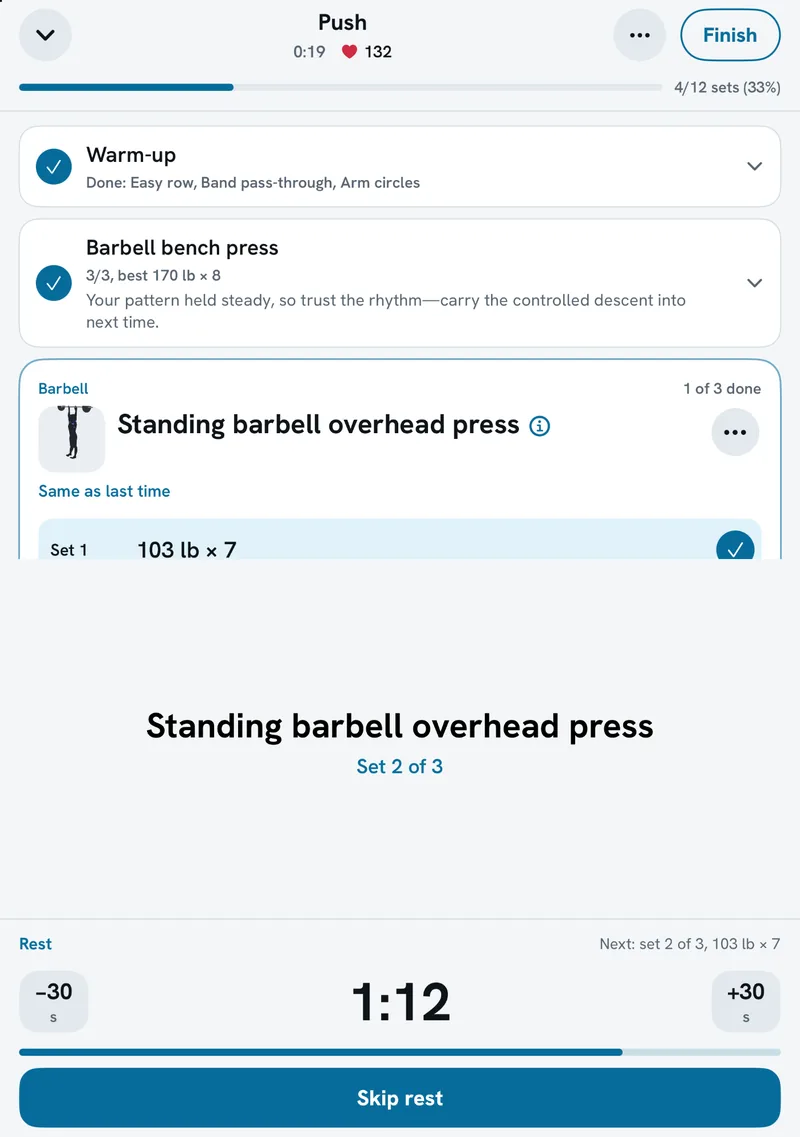 Push
0:19 132
Finish
4/12 sets (33%)
Warm-up
Done: Easy row, Band pass-through, Arm circles
Barbell bench press
3/3, best 170 lb × 8
Your pattern held steady, so trust the rhythm—carry the controlled descent into
next time.
Barbell
1 of 3 done
Standing barbell overhead press
Same as last time
Set 1 103 lb × 7
Standing barbell overhead press
Set 2 of 3
Rest
Next: set 2 of 3, 103 lb × 7
–30
s
1:12
+30
s
Skip rest